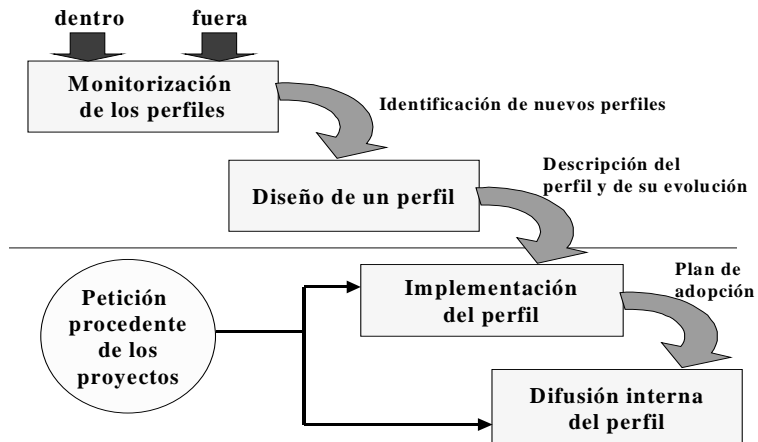 dentro fuera
Monitorización
de los perfiles
Identificación de nuevos perfiles
Diseño de un perfil
Descripción del
perfil y de su evolución
Petición
procedente
de los
proyectos
Implementación
del perfil
Plan de
adopción
Difusión interna
del perfil